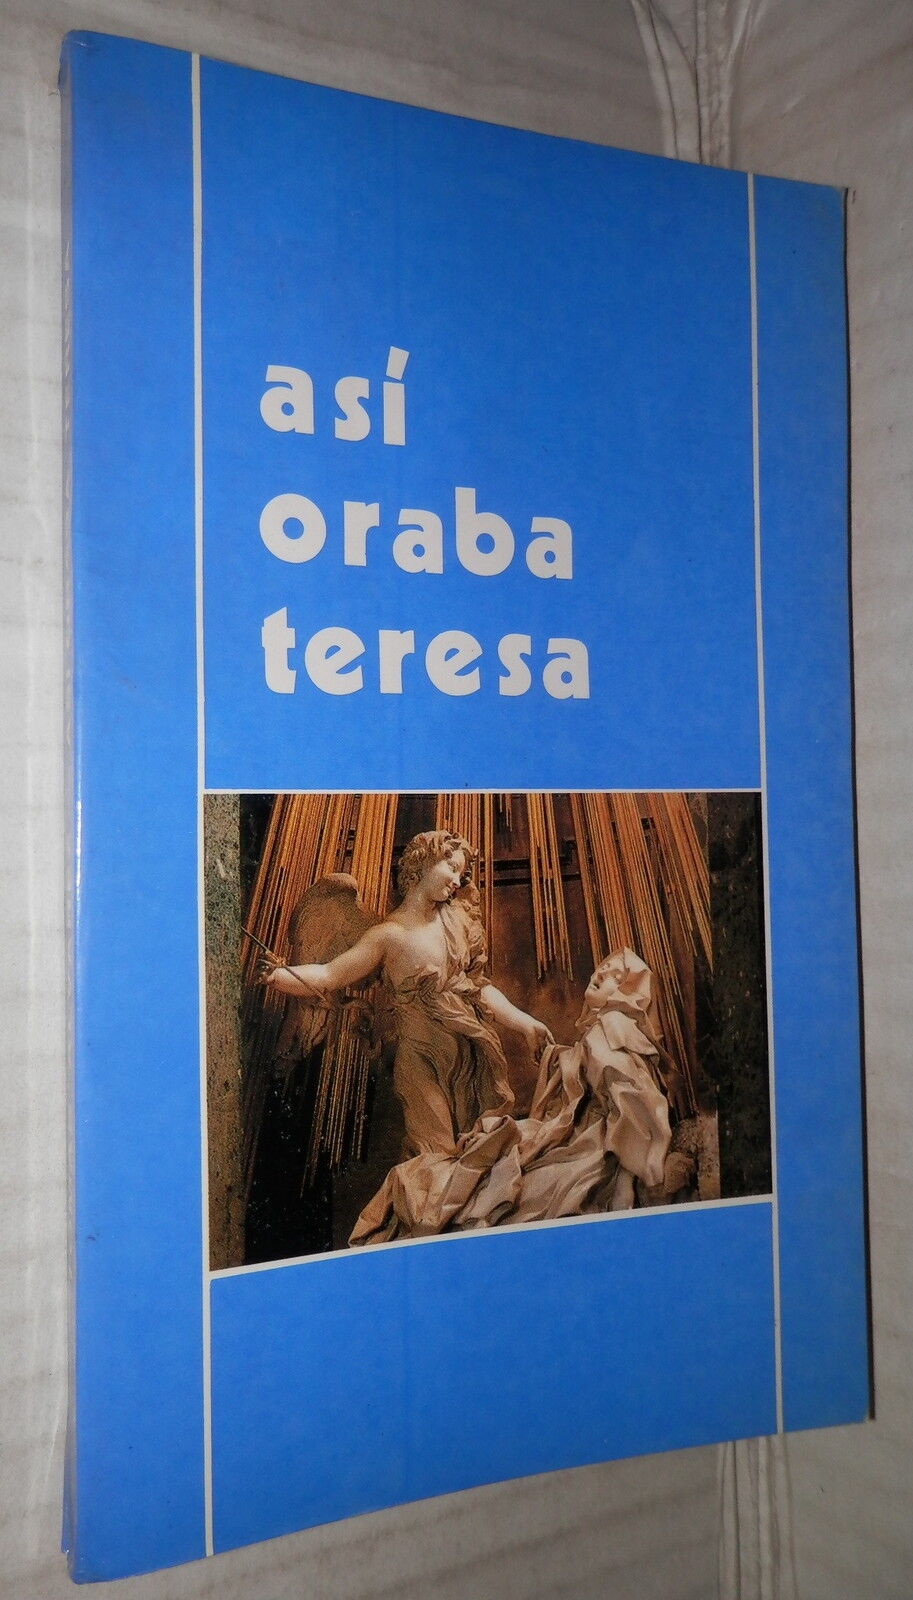 así
oraba
teresa